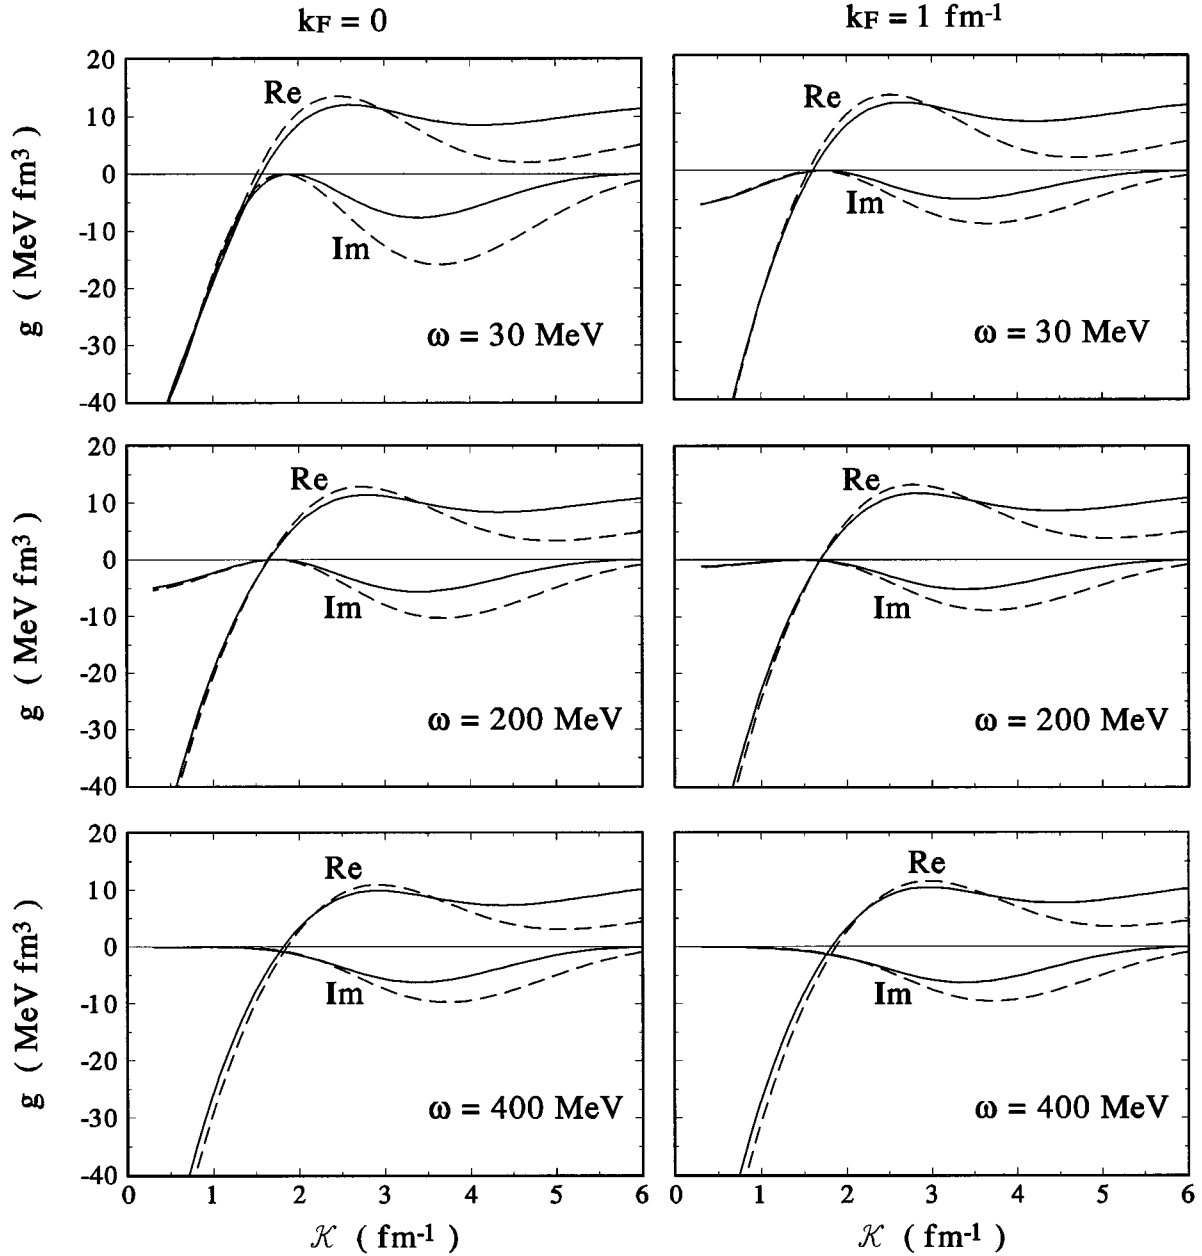 kF = 0
kF = 1 fm-1
20
10
0
-10
-20
-30
-40
g ( MeV fm3 )
Re
Im
ω = 30 MeV
Re
Im
ω = 30 MeV
20
10
0
-10
-20
-30
-40
g ( MeV fm3 )
Re
Im
ω = 200 MeV
Re
Im
ω = 200 MeV
20
10
0
-10
-20
-30
-40
g ( MeV fm3 )
Re
Im
ω = 400 MeV
Re
Im
ω = 400 MeV
0 1 2 3 4 5 6
0 1 2 3 4 5 6
𝒦 ( fm-1 )
𝒦 ( fm-1 )